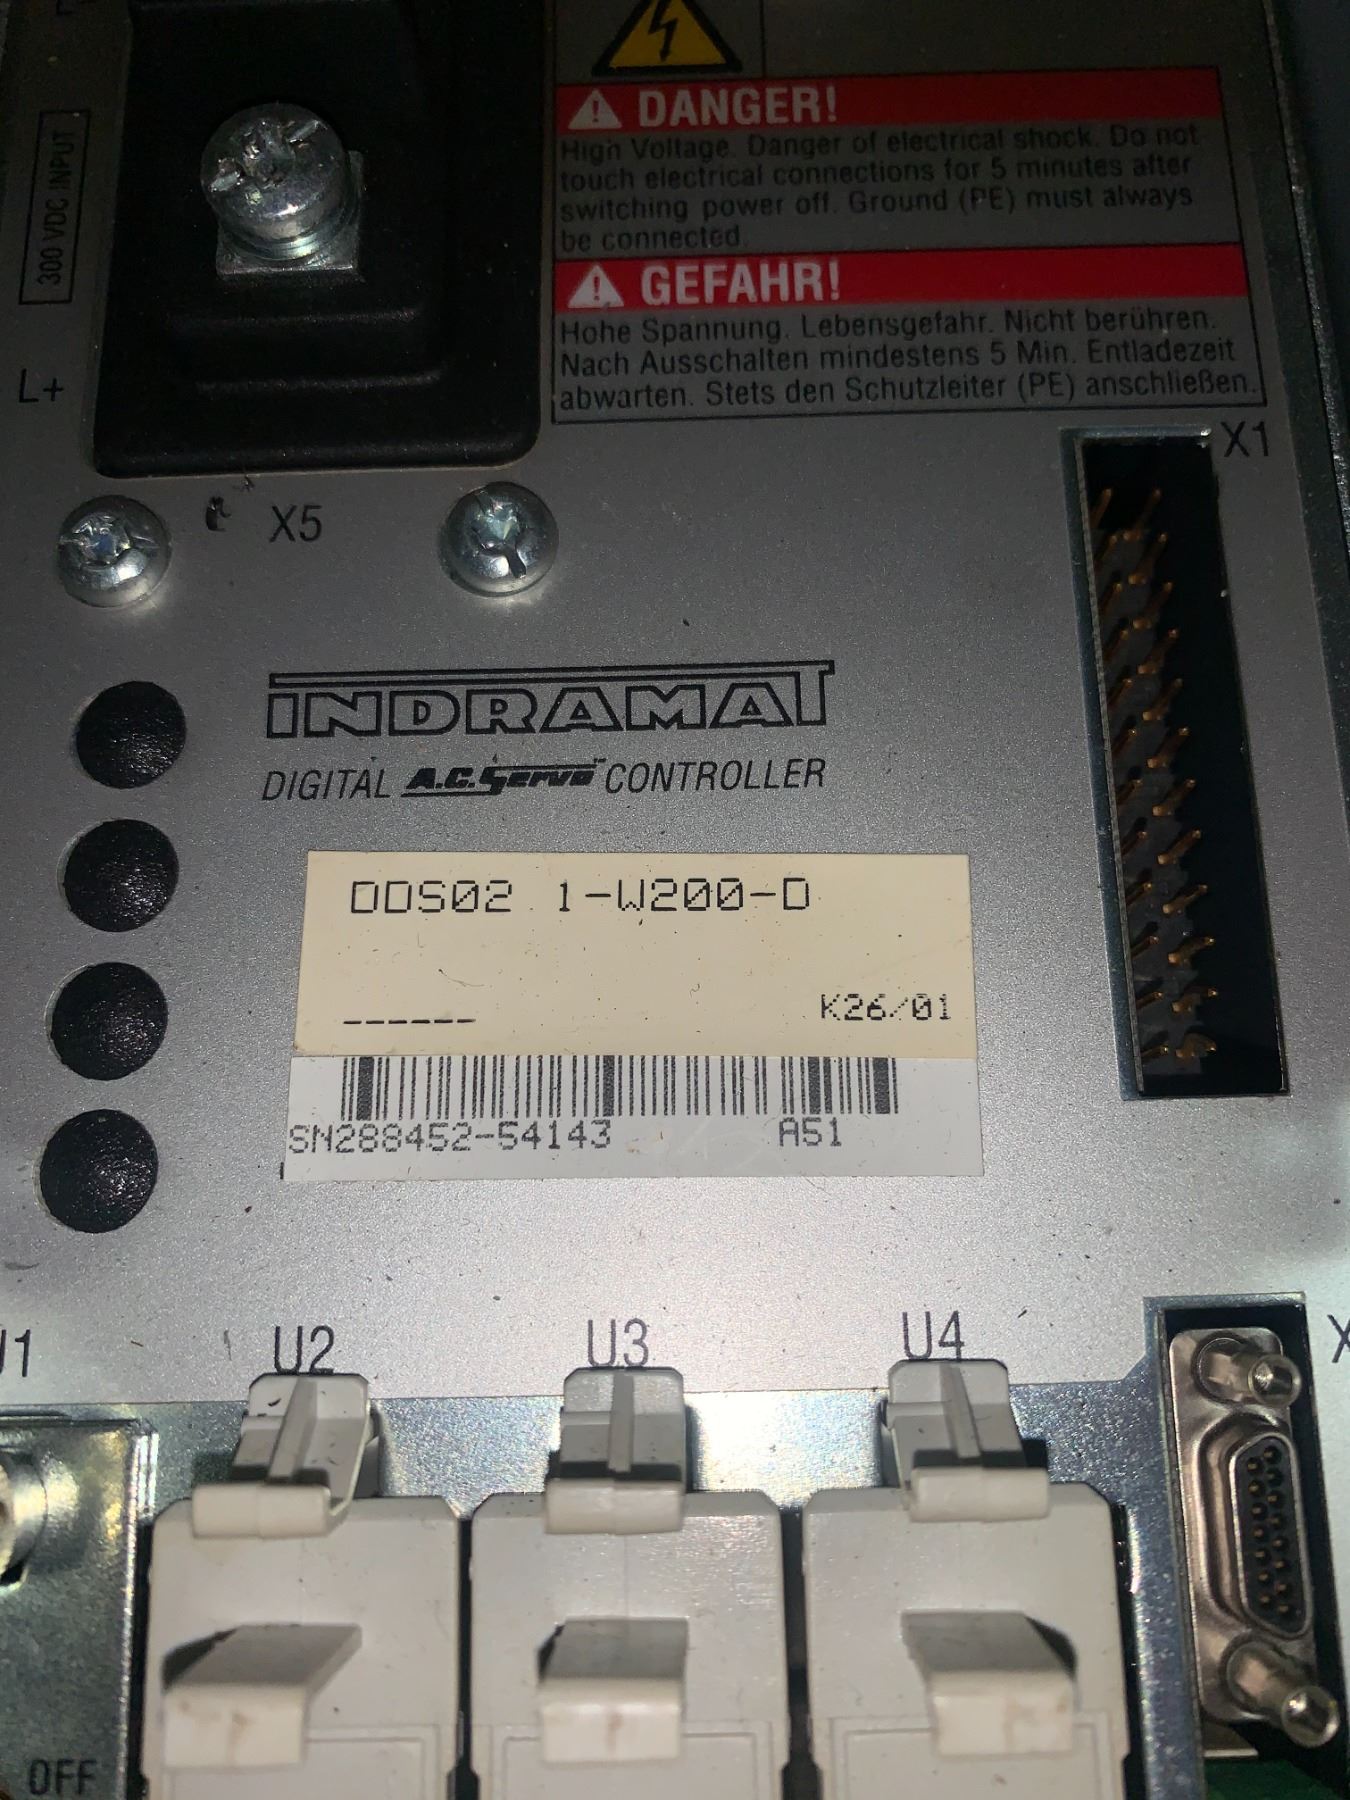 300 VDC INPUT
L+
DANGER!
High Voltage. Danger of electrical shock. Do not
touch electrical connections for 5 minutes after
switching power off. Ground (PE) must always
be connected.
GEFAHR!
Hohe Spannung. Lebensgefahr. Nicht berühren.
Nach Ausschalten mindestens 5 Min. Entladezeit
abwarten. Stets den Schutzleiter (PE) anschließen.
X1
X5
INDRAMAT
DIGITAL A.C. Servo™ CONTROLLER
DDS02.1-W200-D
------ K26/01
SN288452-54143 A51
U1 U2 U3 U4
OFF